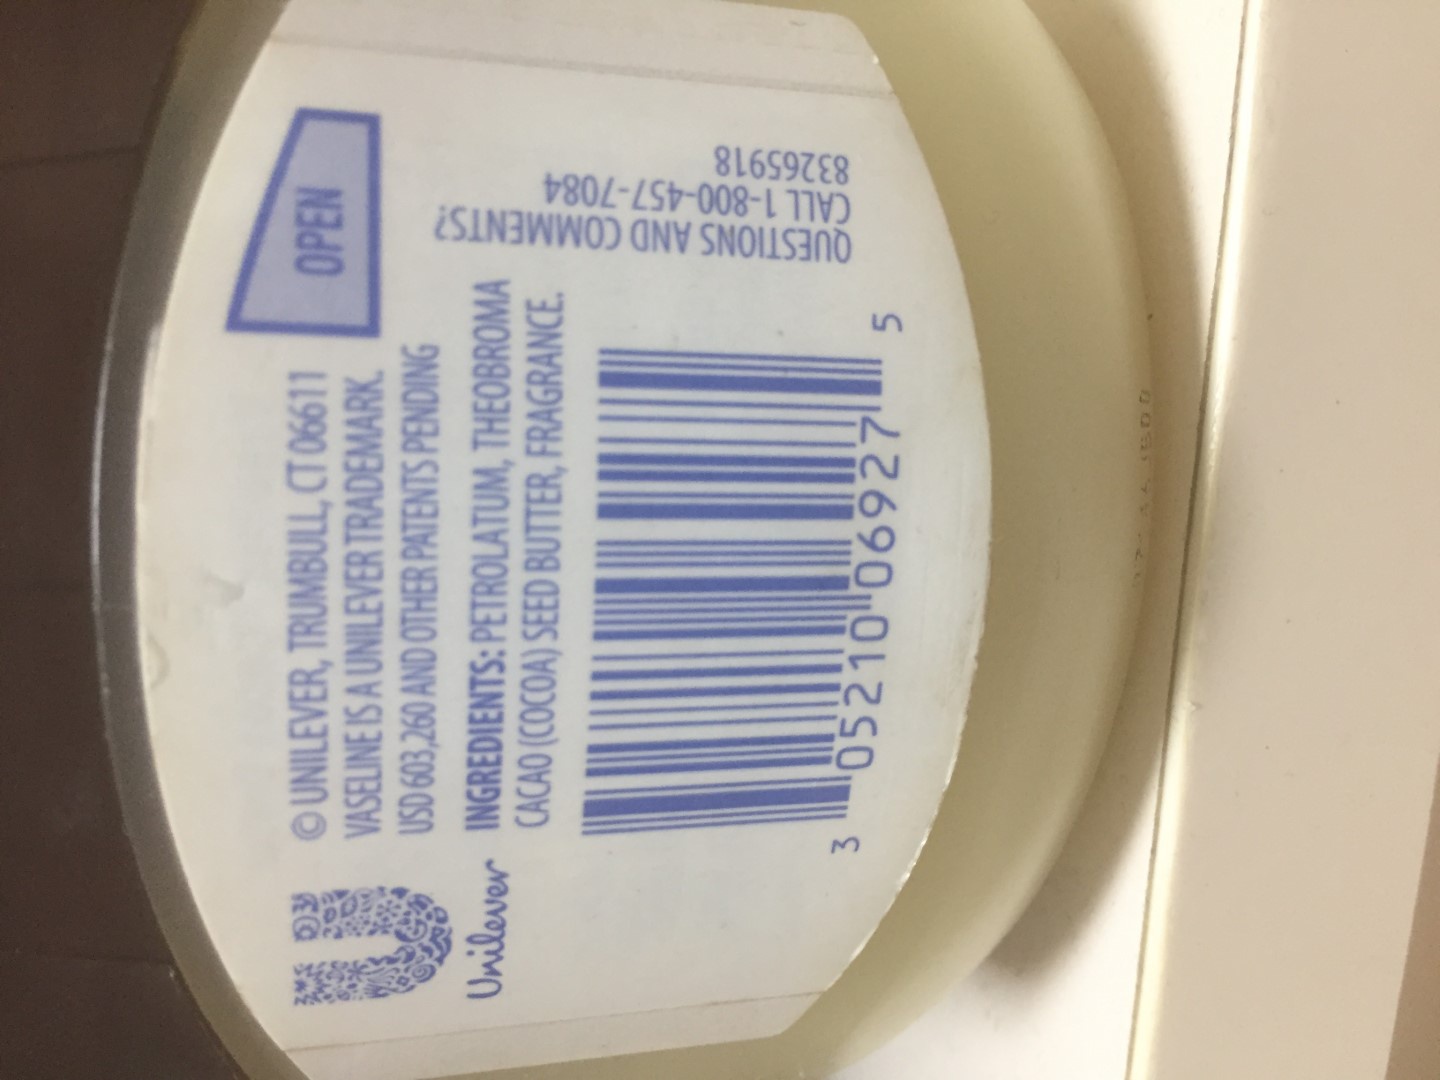 © UNILEVER, TRUMBULL, CT 06611
VASELINE IS A UNILEVER TRADEMARK.
USD 603,260 AND OTHER PATENTS PENDING
INGREDIENTS: PETROLATUM, THEOBROMA
CACAO (COCOA) SEED BUTTER, FRAGRANCE.
Unilever
OPEN
QUESTIONS AND COMMENTS?
CALL 1-800-457-7084
83265918
3 05210 06927 5